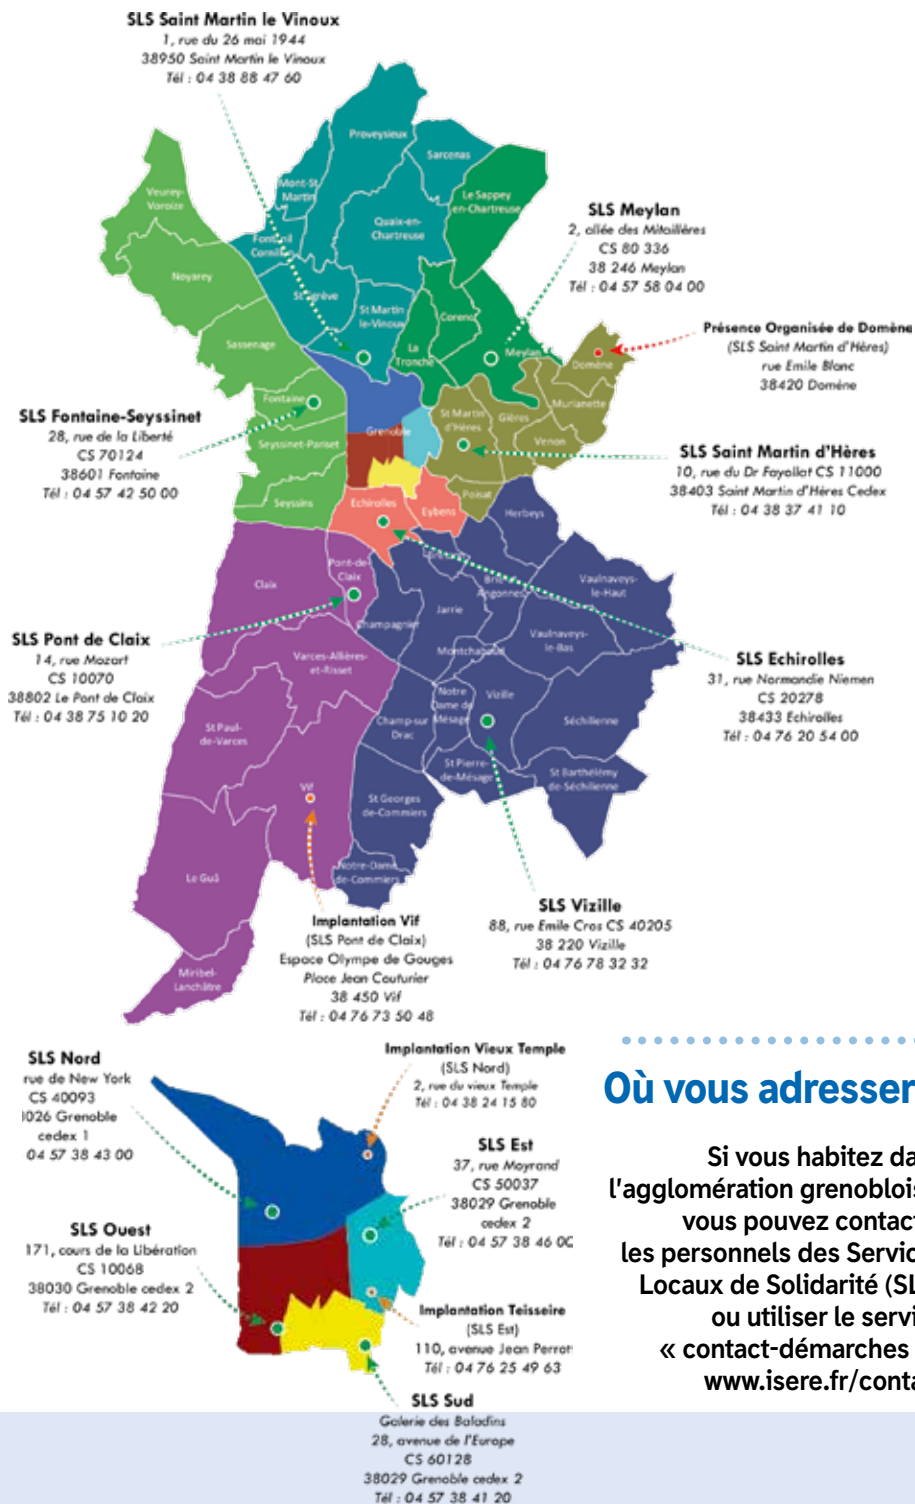 SLS Saint Martin le Vinoux
1, rue du 26 mai 1944
38950 Saint Martin le Vinoux
Tél : 04 38 88 47 60
Proveysieux
Sarcenas
Mont-St
Martin
Le Sappey
en-Chartreuse
Veurey-
Voroize
Quaix-en-
Chartreuse
Fontanil
Cornillon
Noyarey
St Egrève
St Martin
le-Vinoux
Corenc
La
Tronche
Meylan
Sassenage
SLS Meylan
2, allée des Mitaillères
CS 80 336
38 246 Meylan
Tél : 04 57 58 04 00
Présence Organisée de Domène
(SLS Saint Martin d'Hères)
rue Emile Blanc
38420 Domène
Domène
Murianette
Fontaine
St Martin
d'Hères
Gières
Venon
Grenoble
Seyssinet-Pariset
Seyssins
Poisat
Echirolles
Eybens
Herbeys
SLS Fontaine-Seyssinet
28, rue de la Liberté
CS 70124
38601 Fontaine
Tél : 04 57 42 50 00
SLS Saint Martin d'Hères
10, rue du Dr Fayollat CS 11000
38403 Saint Martin d'Hères Cedex
Tél : 04 38 37 41 10
Pont-de-
Claix
Claix
Angonnes
Vaulnaveys-
le-Haut
Jarrie
Champagnier
Vaulnaveys-
le-Bas
Montchaboud
Varces-Allières-
et-Risset
SLS Pont de Claix
14, rue Mozart
CS 10070
38802 Le Pont de Claix
Tél : 04 38 75 10 20
SLS Echirolles
31, rue Normandie Niemen
CS 20278
38433 Echirolles
Tél : 04 76 20 54 00
Notre
Dame de
Mésage
Vizille
Champ sur
Drac
Séchilienne
St Paul-
de-Varces
St Pierre-
de-Mésage
St Barthélémy
de-Séchilienne
Vif
St Georges
de-Commiers
Le Guâ
Notre-Dame
de-Commiers
Miribel-
Lanchâtre
SLS Vizille
88, rue Emile Cros CS 40205
38 220 Vizille
Tél : 04 76 78 32 32
Implantation Vif
(SLS Pont de Claix)
Espace Olympe de Gouges
Place Jean Couturier
38 450 Vif
Tél : 04 76 73 50 48
SLS Nord
rue de New York
CS 40093
026 Grenoble
cedex 1
04 57 38 43 00
Implantation Vieux Temple
(SLS Nord)
2, rue du vieux Temple
Tél : 04 38 24 15 80
SLS Est
37, rue Moyrand
CS 50037
38029 Grenoble
cedex 2
Tél : 04 57 38 46 00
SLS Ouest
171, cours de la Libération
CS 10068
38030 Grenoble cedex 2
Tél : 04 57 38 42 20
Implantation Teisseire
(SLS Est)
110, avenue Jean Perrot
Tél : 04 76 25 49 63
SLS Sud
Galerie des Baladins
28, avenue de l'Europe
CS 60128
38029 Grenoble cedex 2
Tél : 04 57 38 41 20
Où vous adresser
Si vous habitez da
l'agglomération grenoblois
vous pouvez contact
les personnels des Servic
Locaux de Solidarité (SL
ou utiliser le servi
« contact-démarches
www.isere.fr/conta